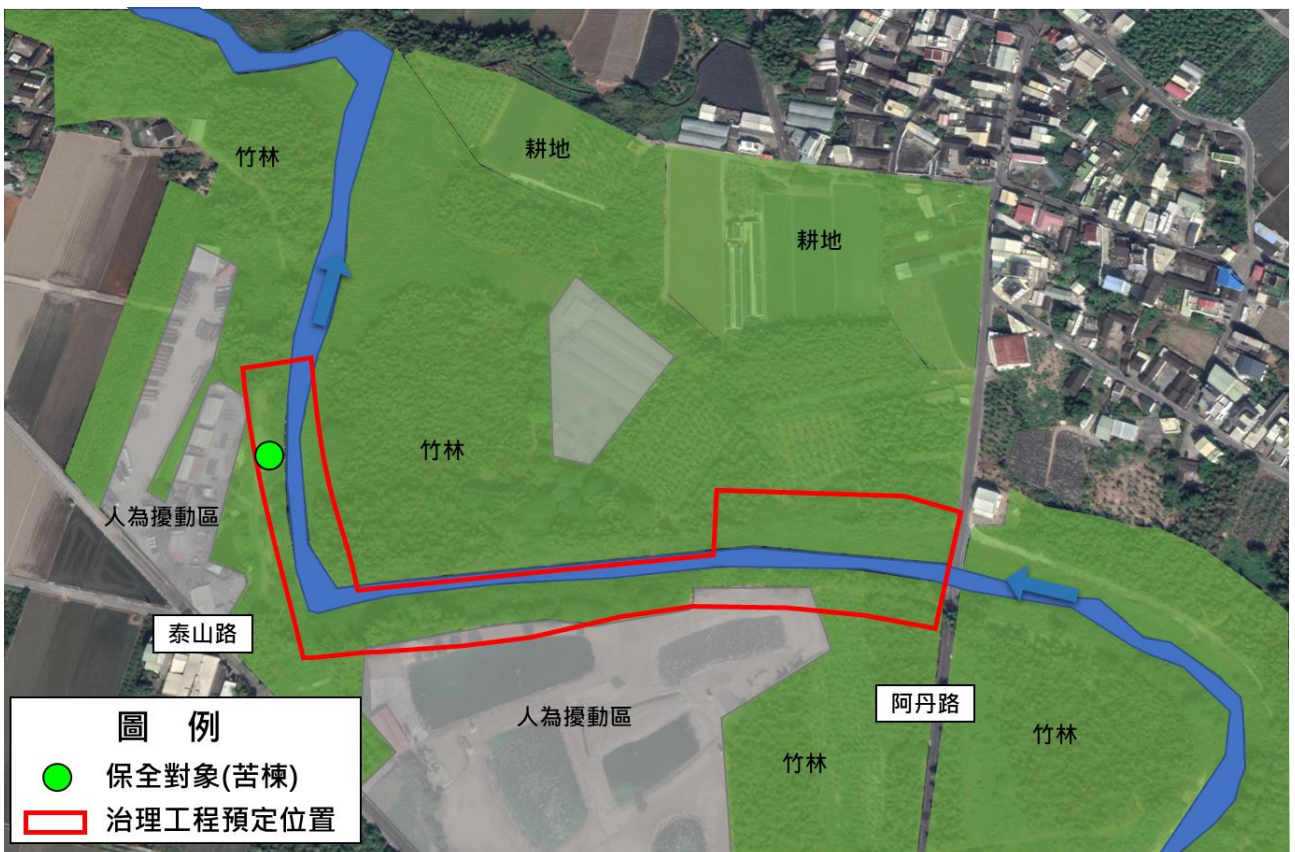 耕地
竹林
耕地
竹林
人為擾動區
泰山路
阿丹路
人為擾動區
竹林
竹林
圖 例
保全對象(苦楝)
治理工程預定位置